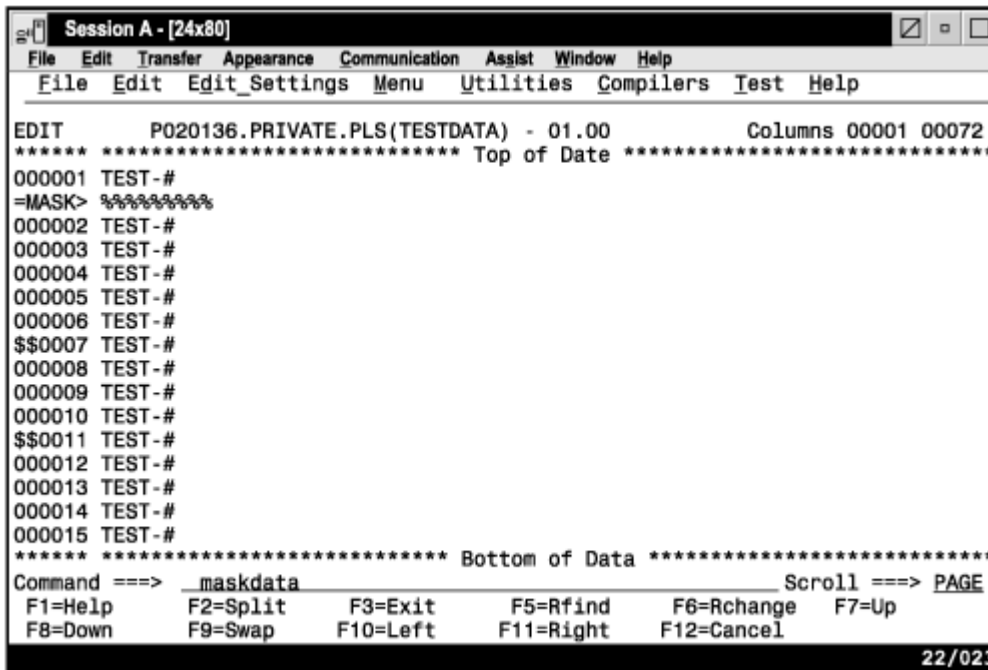 Session A - [24x80]
File Edit Transfer Appearance Communication Assist Window Help
File Edit Edit_Settings Menu Utilities Compilers Test Help
EDIT P020136.PRIVATE.PLS(TESTDATA) - 01.00 Columns 00001 00072
****** ***************************** Top of Date ******************************
000001 TEST-#
=MASK> %%%%%%%%%
000002 TEST-#
000003 TEST-#
000004 TEST-#
000005 TEST-#
000006 TEST-#
$$0007 TEST-#
000008 TEST-#
000009 TEST-#
000010 TEST-#
$$0011 TEST-#
000012 TEST-#
000013 TEST-#
000014 TEST-#
000015 TEST-#
****** **************************** Bottom of Data ****************************
Command ===> _maskdata Scroll ===> PAGE
F1=Help F2=Split F3=Exit F5=Rfind F6=Rchange F7=Up
F8=Down F9=Swap F10=Left F11=Right F12=Cancel